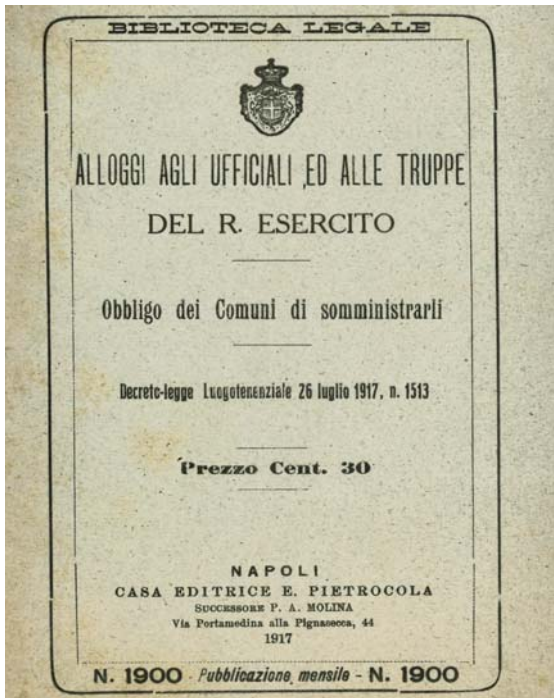 BIBLIOTECA LEGALE
ALLOGGI AGLI UFFICIALI ED ALLE TRUPPE
DEL R. ESERCITO
Obbligo dei Comuni di somministrarli
Decreto-legge Luogotenenziale 26 luglio 1917, n. 1513
Prezzo Cent. 30
NAPOLI
CASA EDITRICE E. PIETROCOLA
SUCCESSORE P. A. MOLINA
Via Portamedina alla Pignasecca, 44
1917
N. 1900 - Pubblicazione mensile - N. 1900